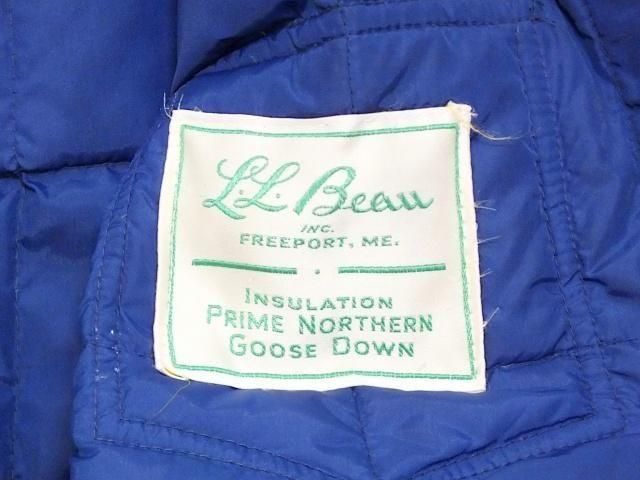 L.L. Bean
INC.
FREEPORT, ME.
INSULATION
PRIME NORTHERN
GOOSE DOWN